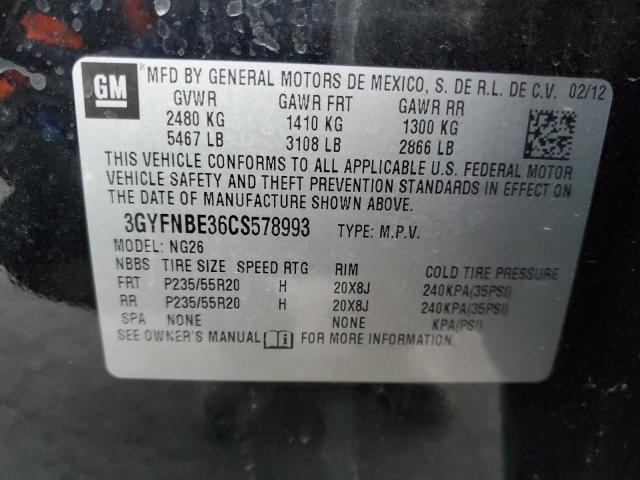 GM MFD BY GENERAL MOTORS DE MEXICO, S. DE R.L. DE C.V. 02/12
GVWR GAWR FRT GAWR RR
2480 KG 1410 KG 1300 KG
5467 LB 3108 LB 2866 LB
THIS VEHICLE CONFORMS TO ALL APPLICABLE U.S. FEDERAL MOTOR
VEHICLE SAFETY AND THEFT PREVENTION STANDARDS IN EFFECT ON
THE DATE OF MANUFACTURE SHOWN ABOVE.
3GYFNBE36CS578993 TYPE: M.P.V.
MODEL: NG26
NBBS TIRE SIZE SPEED RTG RIM COLD TIRE PRESSURE
FRT P235/55R20 H 20X8J 240KPA(35PSI)
RR P235/55R20 H 20X8J 240KPA(35PSI)
SPA NONE NONE KPA(PSI)
SEE OWNER'S MANUAL i FOR MORE INFORMATION.